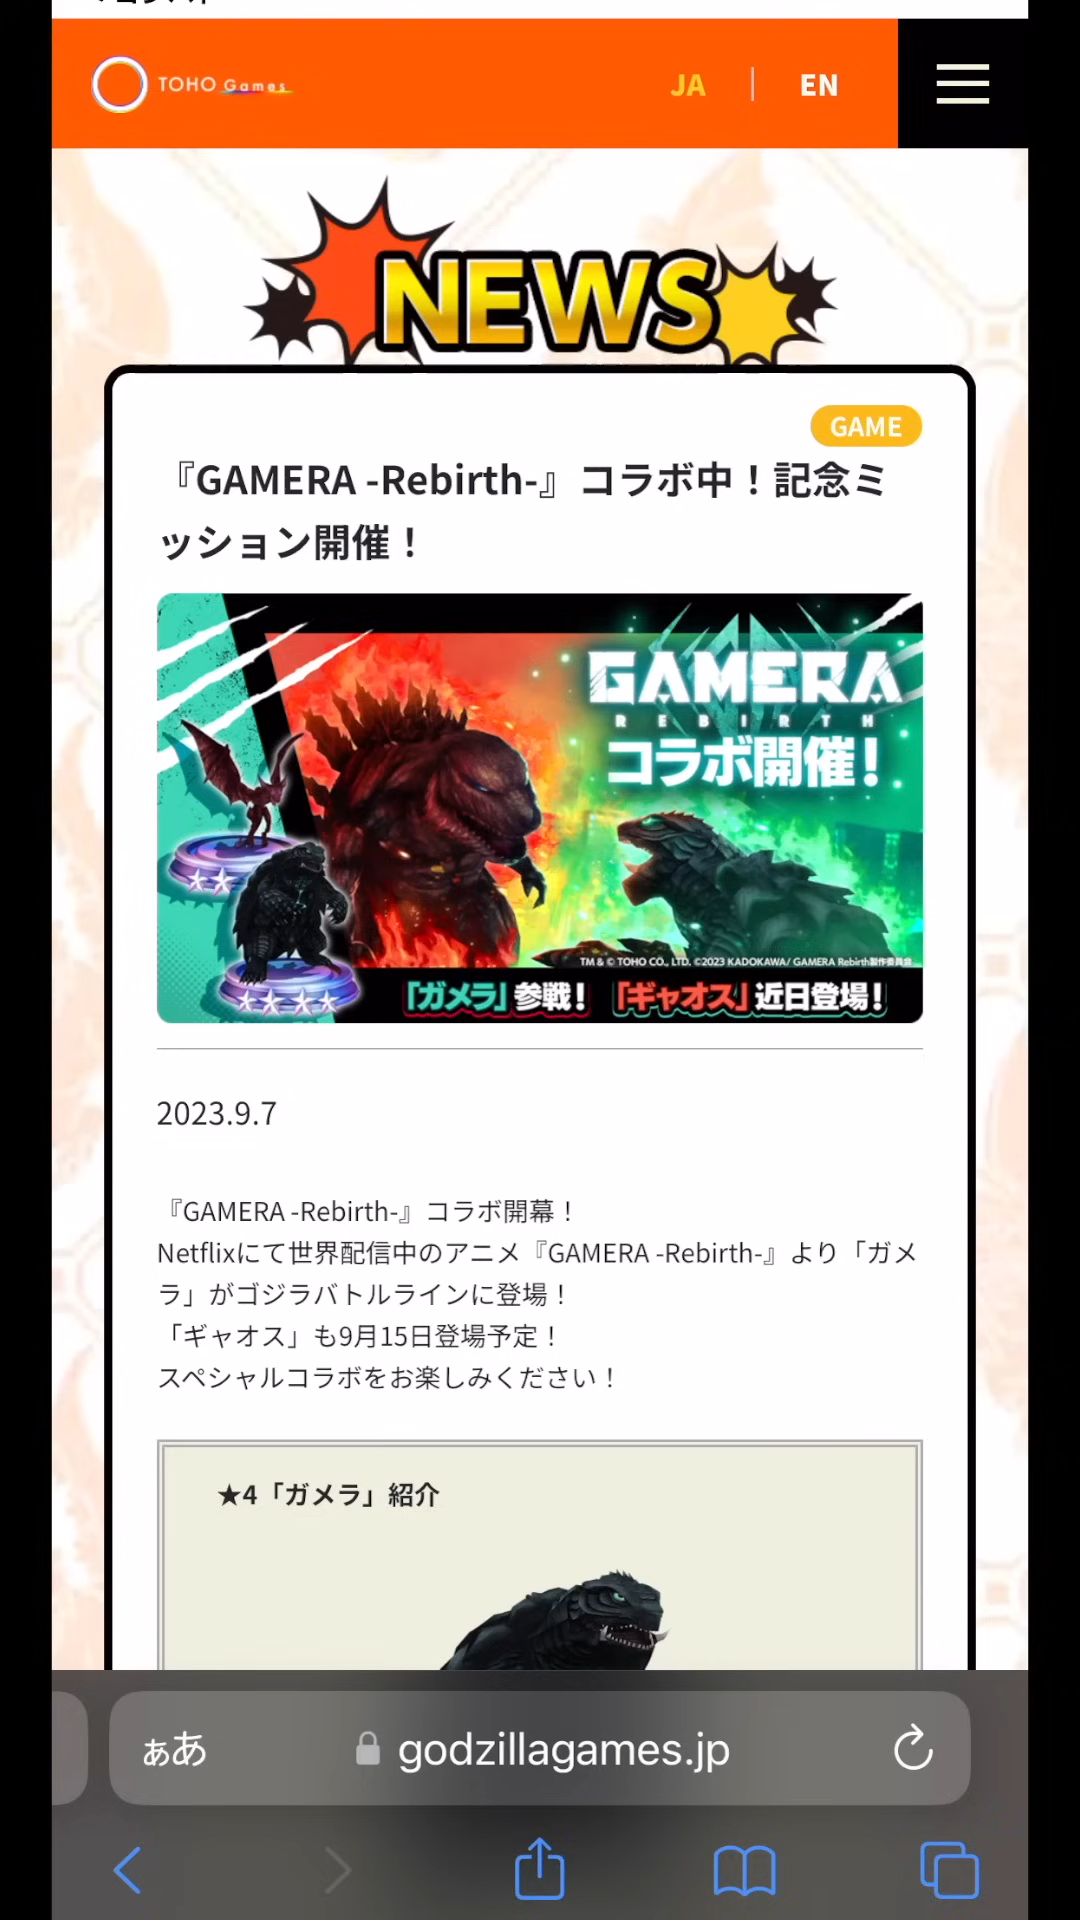 TOHO Games
JA | EN
NEWS
GAME
『GAMERA -Rebirth-』コラボ中！記念ミ
ッション開催！
GAMERA
REBIRTH
コラボ開催!
TM & © TOHO CO., LTD. ©2023 KADOKAWA/ GAMERA Rebirth製作委員会
「ガメラ」参戦! 「ギャオス」近日登場!
2023.9.7
『GAMERA -Rebirth-』コラボ開幕！
Netflixにて世界配信中のアニメ『GAMERA -Rebirth-』より「ガメ
ラ」がゴジラバトルラインに登場！
「ギャオス」も9月15日登場予定！
スペシャルコラボをお楽しみください！
★4「ガメラ」紹介
ぁあ
godzillagames.jp